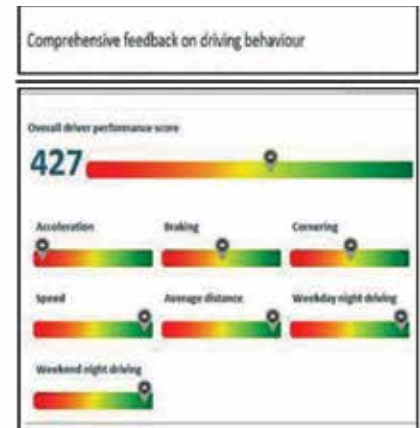 Comprehensive feedback on driving behaviour
Overall driver performance score
427
Acceleration
Braking
Cornering
Speed
Average distance
Weekday night driving
Weekend night driving